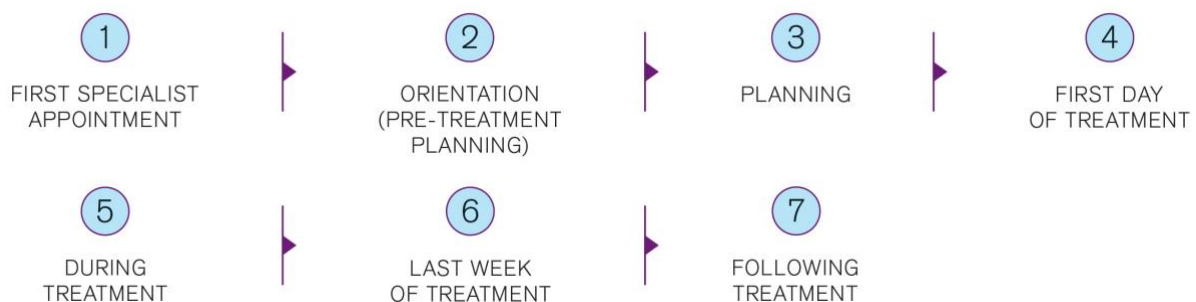 1
FIRST SPECIALIST
APPOINTMENT
2
ORIENTATION
(PRE-TREATMENT
PLANNING)
3
PLANNING
4
FIRST DAY
OF TREATMENT
5
DURING
TREATMENT
6
LAST WEEK
OF TREATMENT
7
FOLLOWING
TREATMENT